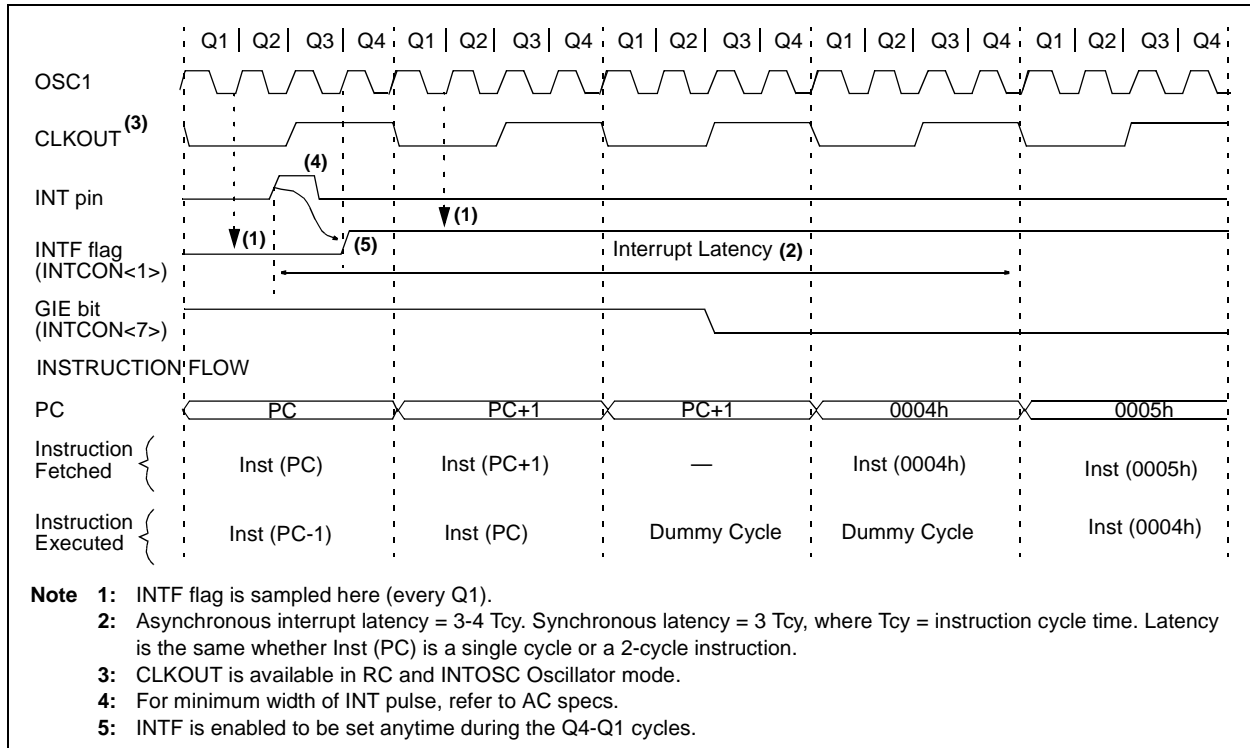 Q1 | Q2 | Q3 | Q4 Q1 | Q2 | Q3 | Q4 Q1 | Q2 | Q3 | Q4 Q1 | Q2 | Q3 | Q4 Q1 | Q2 | Q3 | Q4
OSC1
CLKOUT (3)
(4)
INT pin
(1) (1)
INTF flag (5) Interrupt Latency (2)
(INTCON<1>)
GIE bit
(INTCON<7>)
INSTRUCTION FLOW
PC PC PC+1 PC+1 0004h 0005h
Instruction
Fetched Inst (PC) Inst (PC+1) — Inst (0004h) Inst (0005h)
Instruction
Executed Inst (PC-1) Inst (PC) Dummy Cycle Dummy Cycle Inst (0004h)
Note 1: INTF flag is sampled here (every Q1).
2: Asynchronous interrupt latency = 3-4 Tcy. Synchronous latency = 3 Tcy, where Tcy = instruction cycle time. Latency
is the same whether Inst (PC) is a single cycle or a 2-cycle instruction.
3: CLKOUT is available in RC and INTOSC Oscillator mode.
4: For minimum width of INT pulse, refer to AC specs.
5: INTF is enabled to be set anytime during the Q4-Q1 cycles.